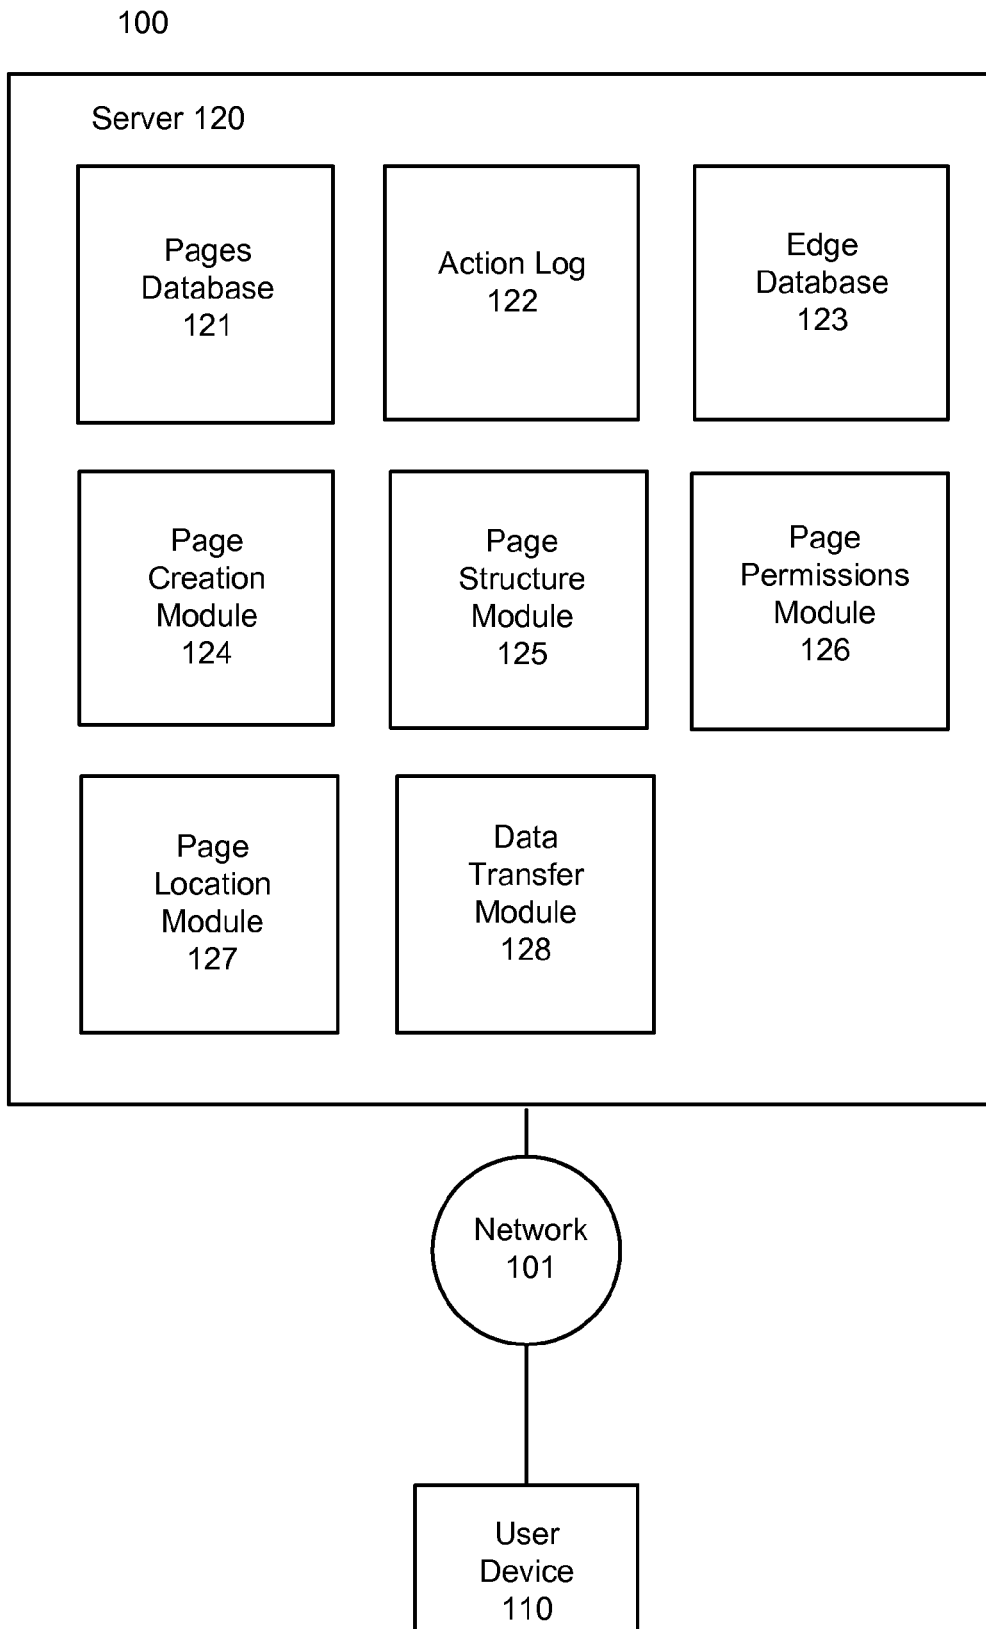 100
Server 120
Pages
Database
121
Action Log
122
Edge
Database
123
Page
Creation
Module
124
Page
Structure
Module
125
Page
Permissions
Module
126
Page
Location
Module
127
Data
Transfer
Module
128
Network
101
User
Device
110